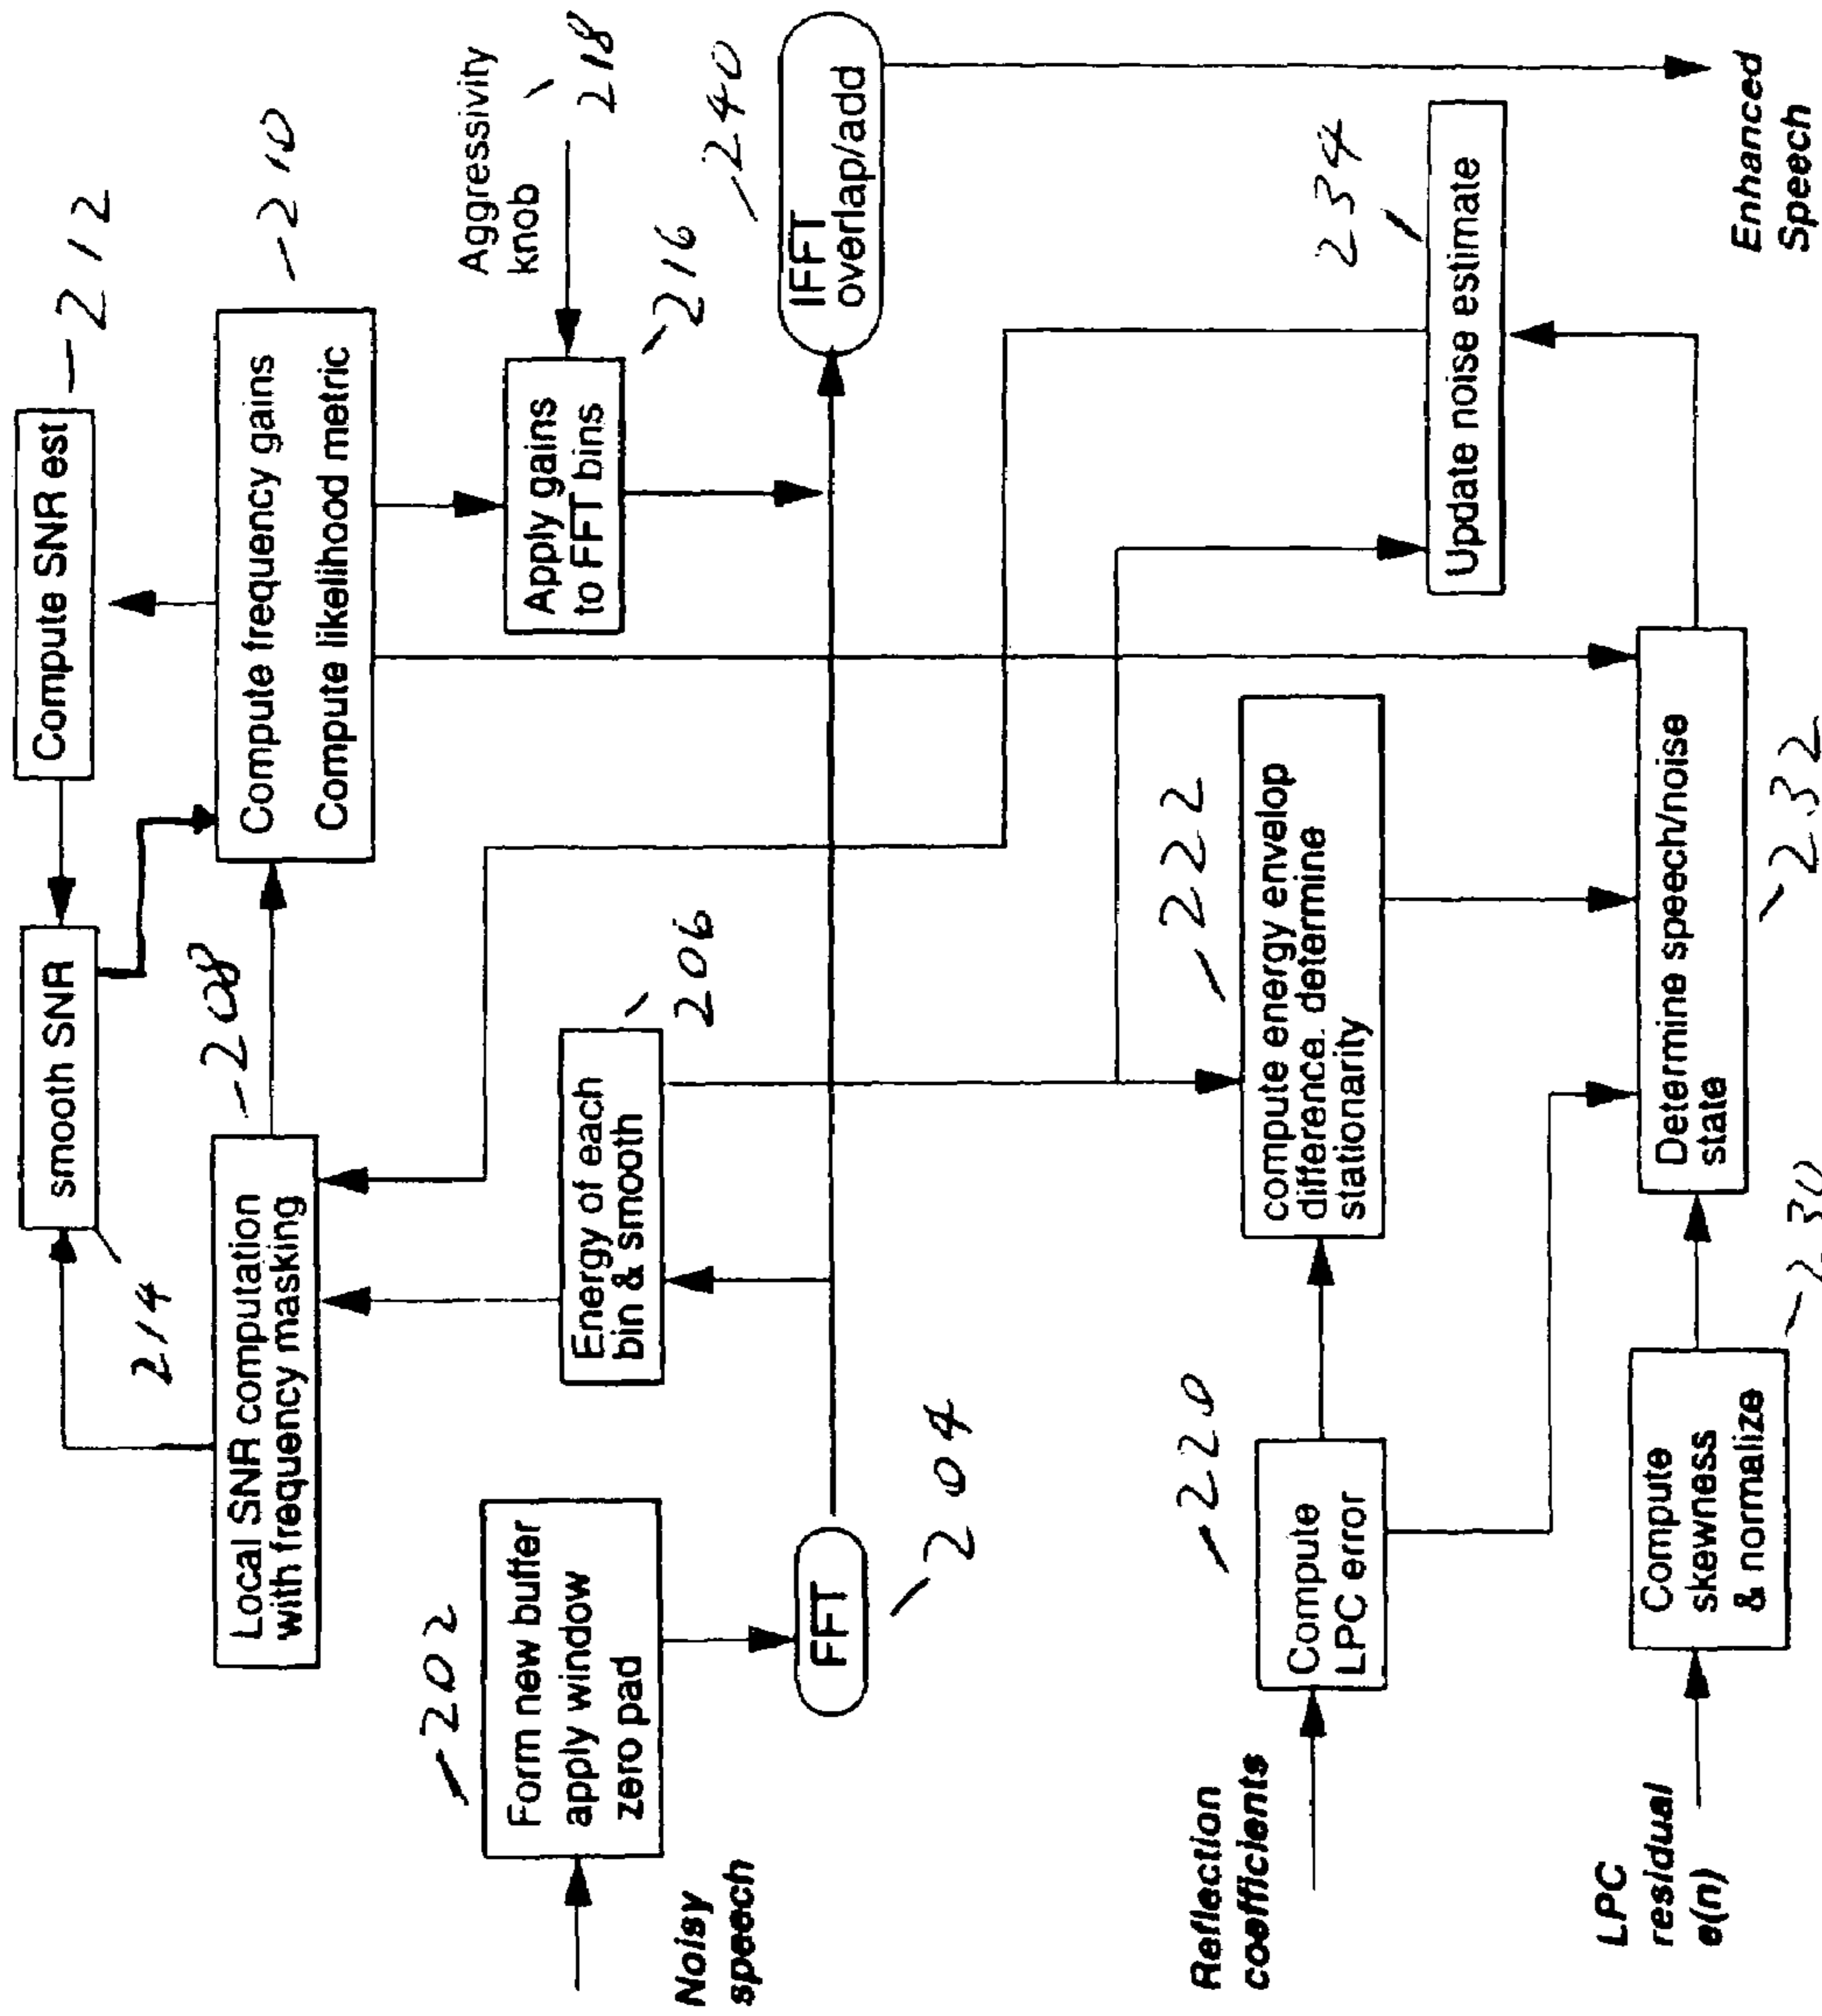 Compute SNR est
212
smooth SNR
214
Local SNR computation
with frequency masking
208
Compute frequency gains
Compute likelihood metric
210
Form new buffer
apply window
zero pad
202
Noisy
speech
Energy of each
bin & smooth
206
Apply gains
to FFT bins
216
Aggressivity
knob
218
FFT
204
IFFT
overlap/add
240
Reflection
coefficients
Compute
LPC error
220
compute energy envelop
difference. determine
stationarity
222
Update noise estimate
234
LPC
residual
e(n)
Compute
skewness
& normalize
230
Determine speech/noise
state
232
Enhanced
Speech